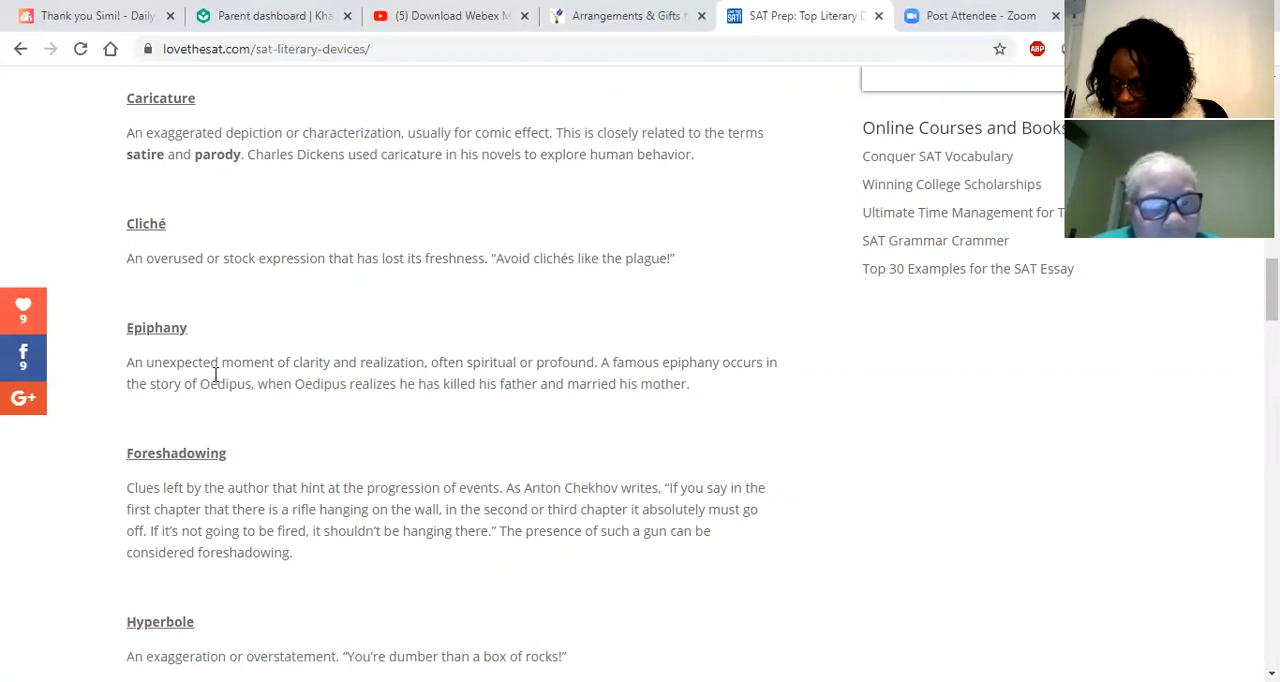 Thank you Simi! - Daily
Parent dashboard | Kha
(5) Download Webex M
Arrangements & Gifts
SAT Prep: Top Literary D
Post Attendee - Zoom
lovethesat.com/sat-literary-devices/
ABP
Caricature
An exaggerated depiction or characterization, usually for comic effect. This is closely related to the terms
satire and parody. Charles Dickens used caricature in his novels to explore human behavior.
Cliché
An overused or stock expression that has lost its freshness. “Avoid clichés like the plague!”
Epiphany
An unexpected moment of clarity and realization, often spiritual or profound. A famous epiphany occurs in
the story of Oedipus, when Oedipus realizes he has killed his father and married his mother.
Foreshadowing
Clues left by the author that hint at the progression of events. As Anton Chekhov writes, “If you say in the
first chapter that there is a rifle hanging on the wall, in the second or third chapter it absolutely must go
off. If it’s not going to be fired, it shouldn’t be hanging there.” The presence of such a gun can be
considered foreshadowing.
Hyperbole
An exaggeration or overstatement. “You’re dumber than a box of rocks!”
9
f
9
G+
Online Courses and Books
Conquer SAT Vocabulary
Winning College Scholarships
Ultimate Time Management for T
SAT Grammar Crammer
Top 30 Examples for the SAT Essay